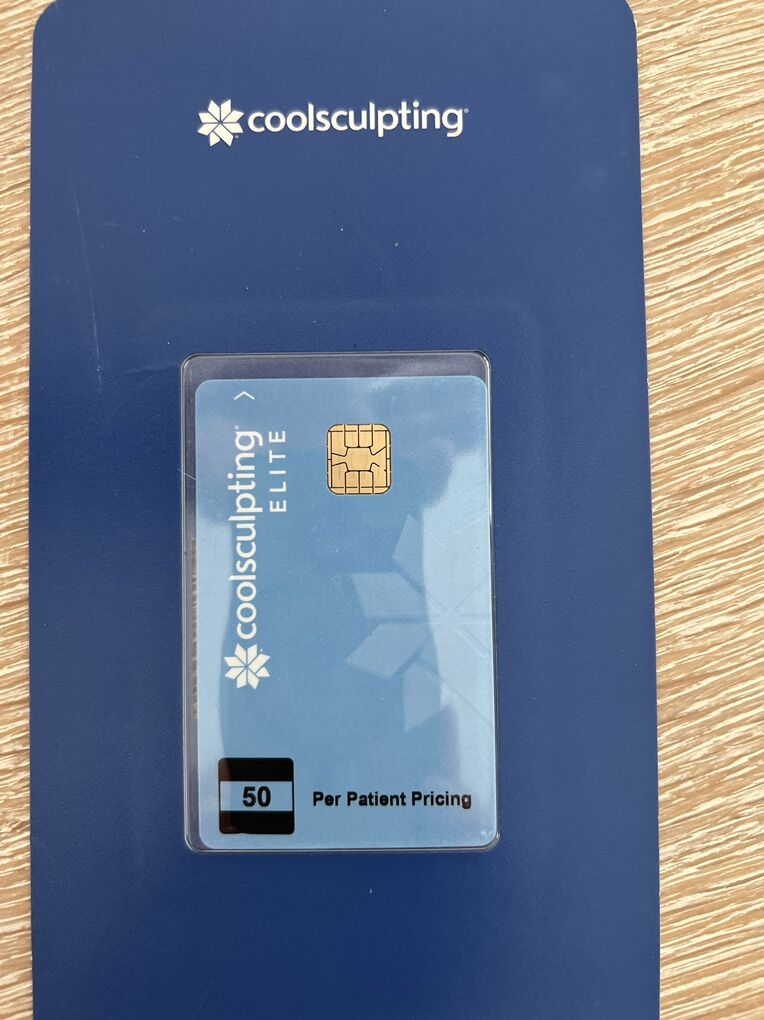 coolsculpting
coolsculpting
ELITE
50
Per Patient Pricing